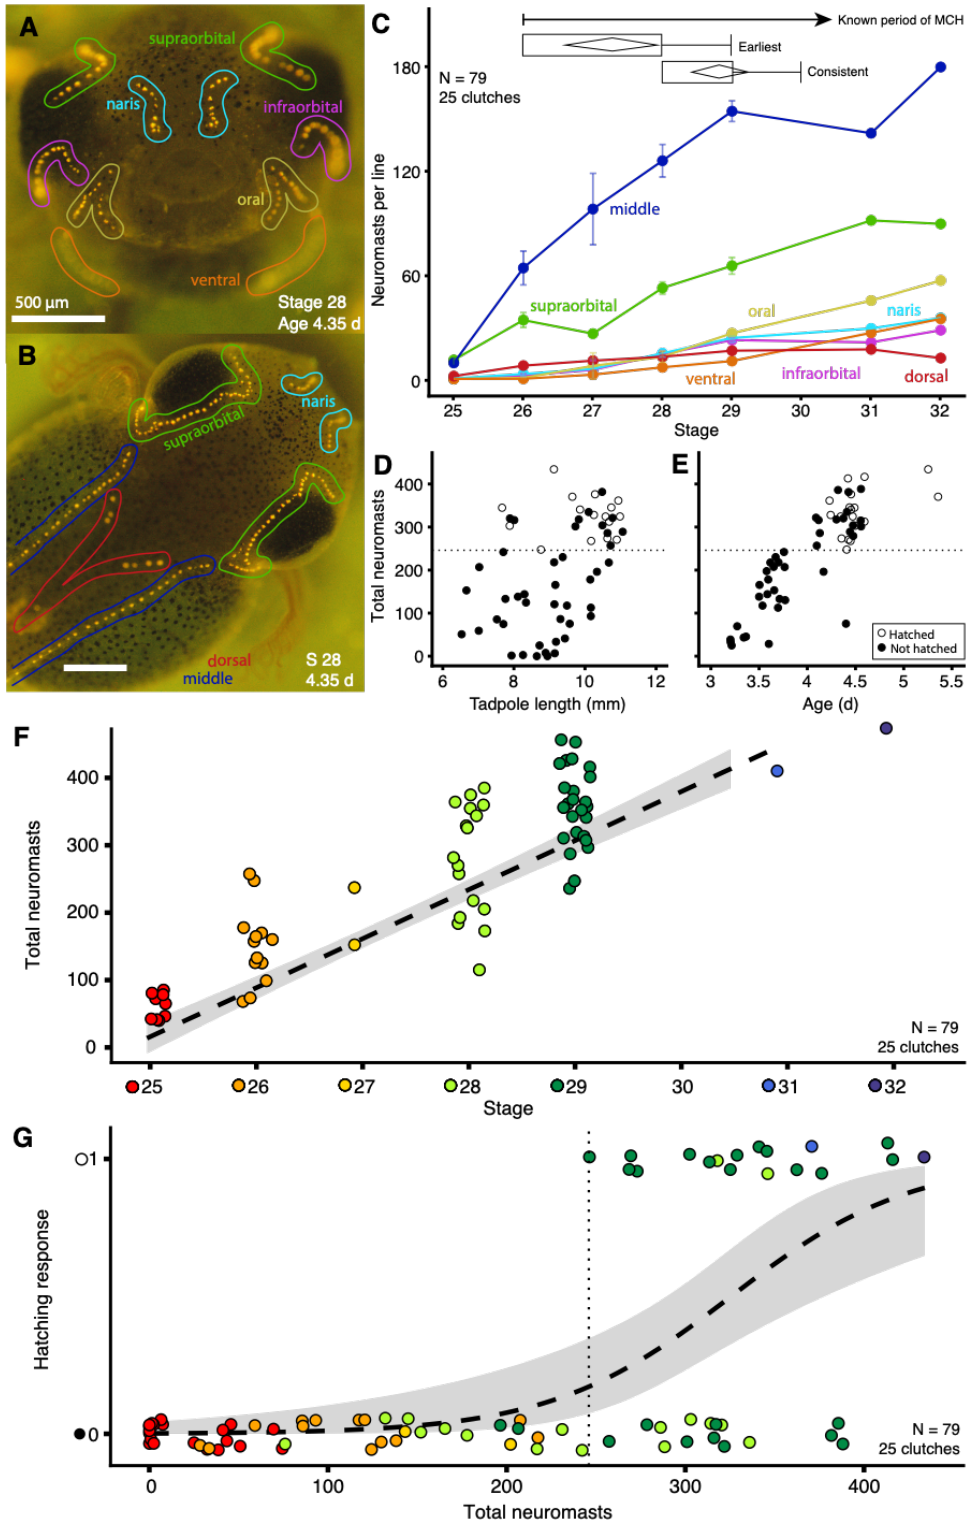 A
supraorbital
naris
infraorbital
oral
ventral
500 µm
Stage 28
Age 4.35 d
B
naris
supraorbital
dorsal
middle
S 28
4.35 d
C
Known period of MCH
Earliest
Consistent
N = 79
25 clutches
Neuromasts per line
180
120
60
0
middle
supraorbital
oral
naris
ventral
infraorbital
dorsal
25 26 27 28 29 30 31 32
Stage
D
Total neuromasts
400
300
200
100
0
6 8 10 12
Tadpole length (mm)
E
Hatched
Not hatched
3 3.5 4 4.5 5 5.5
Age (d)
F
Total neuromasts
400
300
200
100
0
N = 79
25 clutches
25 26 27 28 29 30 31 32
Stage
G
Hatching response
1
0
N = 79
25 clutches
0 100 200 300 400
Total neuromasts